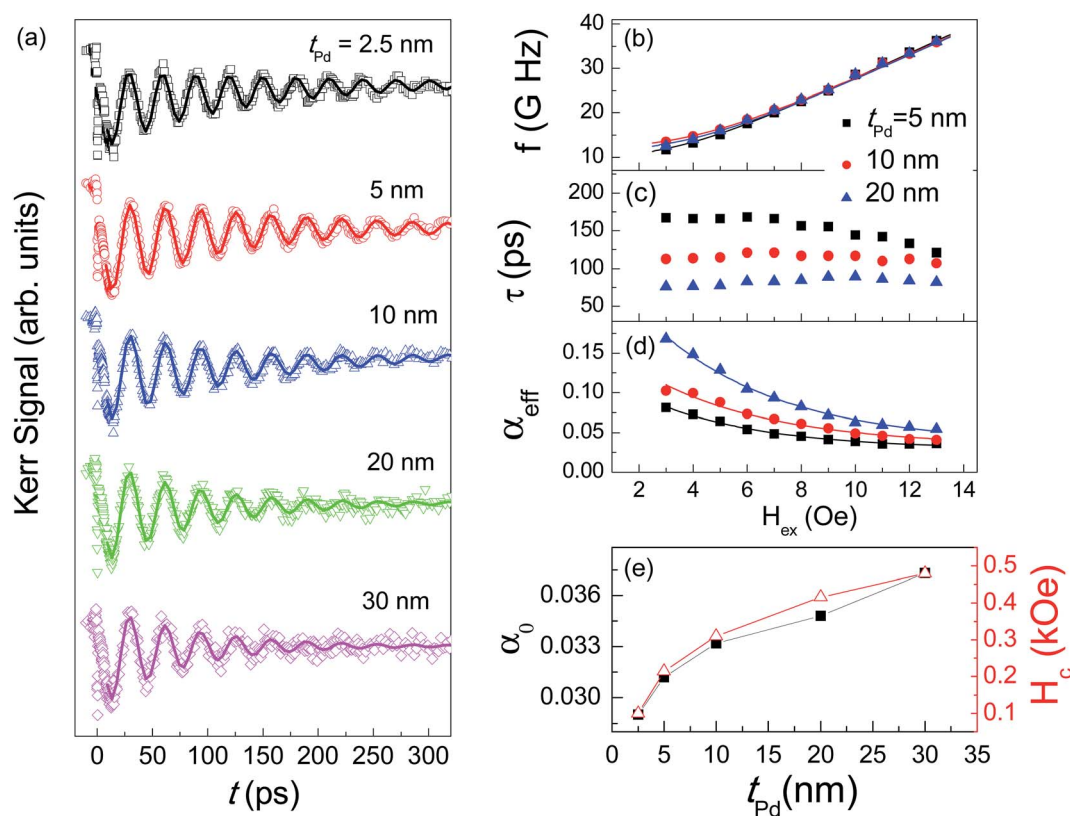 (a)
t_Pd = 2.5 nm
5 nm
10 nm
20 nm
30 nm
Kerr Signal (arb. units)
0 50 100 150 200 250 300
t (ps)
(b)
40
30
20
10
f (G Hz)
t_Pd=5 nm
10 nm
20 nm
(c)
200
150
100
50
τ (ps)
(d)
0.15
0.10
0.05
0.00
α_eff
2 4 6 8 10 12 14
H_ex (Oe)
(e)
0.036
0.033
0.030
α_0
0.5
0.4
0.3
0.2
0.1
H_c (kOe)
0 5 10 15 20 25 30 35
t_Pd(nm)